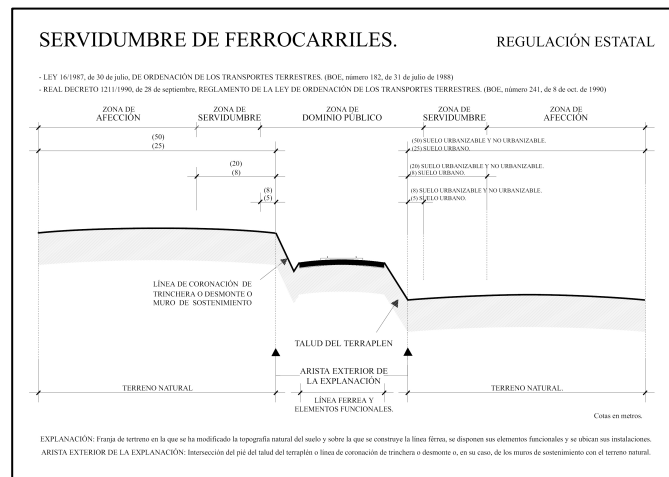 SERVIDUMBRE DE FERROCARRILES.
REGULACIÓN ESTATAL
- LEY 16/1987, de 30 de julio, DE ORDENACIÓN DE LOS TRANSPORTES TERRESTRES. (BOE, número 182, de 31 de julio de 1988)
- REAL DECRETO 1211/1990, de 28 de septiembre, REGLAMENTO DE LA LEY DE ORDENACIÓN DE LOS TRANSPORTES TERRESTRES. (BOE, número 241, de 8 de oct. de 1990)
ZONA DE AFECCIÓN
ZONA DE SERVIDUMBRE
ZONA DE DOMINIO PÚBLICO
ZONA DE SERVIDUMBRE
ZONA DE AFECCIÓN
(50)
(25)
(50) SUELO URBANIZABLE Y NO URBANIZABLE.
(25) SUELO URBANO.
(20)
(8)
(20) SUELO URBANIZABLE Y NO URBANIZABLE.
(8) SUELO URBANO.
(8)
(5)
(8) SUELO URBANIZABLE Y NO URBANIZABLE.
(5) SUELO URBANO.
LÍNEA DE CORONACIÓN DE
TRINCHERA O DESMONTE O
MURO DE SOSTENIMIENTO
TALUD DEL TERRAPLEN
ARISTA EXTERIOR DE
LA EXPLANACIÓN
TERRENO NATURAL
LÍNEA FERREA Y
ELEMENTOS FUNCIONALES.
TERRENO NATURAL.
Cotas en metros.
EXPLANACIÓN: Franja de tertreno en la que se ha modificado la topografía natural del suelo y sobre la que se construye la línea férrea, se disponen sus elementos funcionales y se ubican sus instalaciones.
ARISTA EXTERIOR DE LA EXPLANACIÓN: Intersección del pié del talud del terraplén o línea de coronación de trinchera o desmonte o, en su caso, de los muros de sostenimiento con el terreno natural.